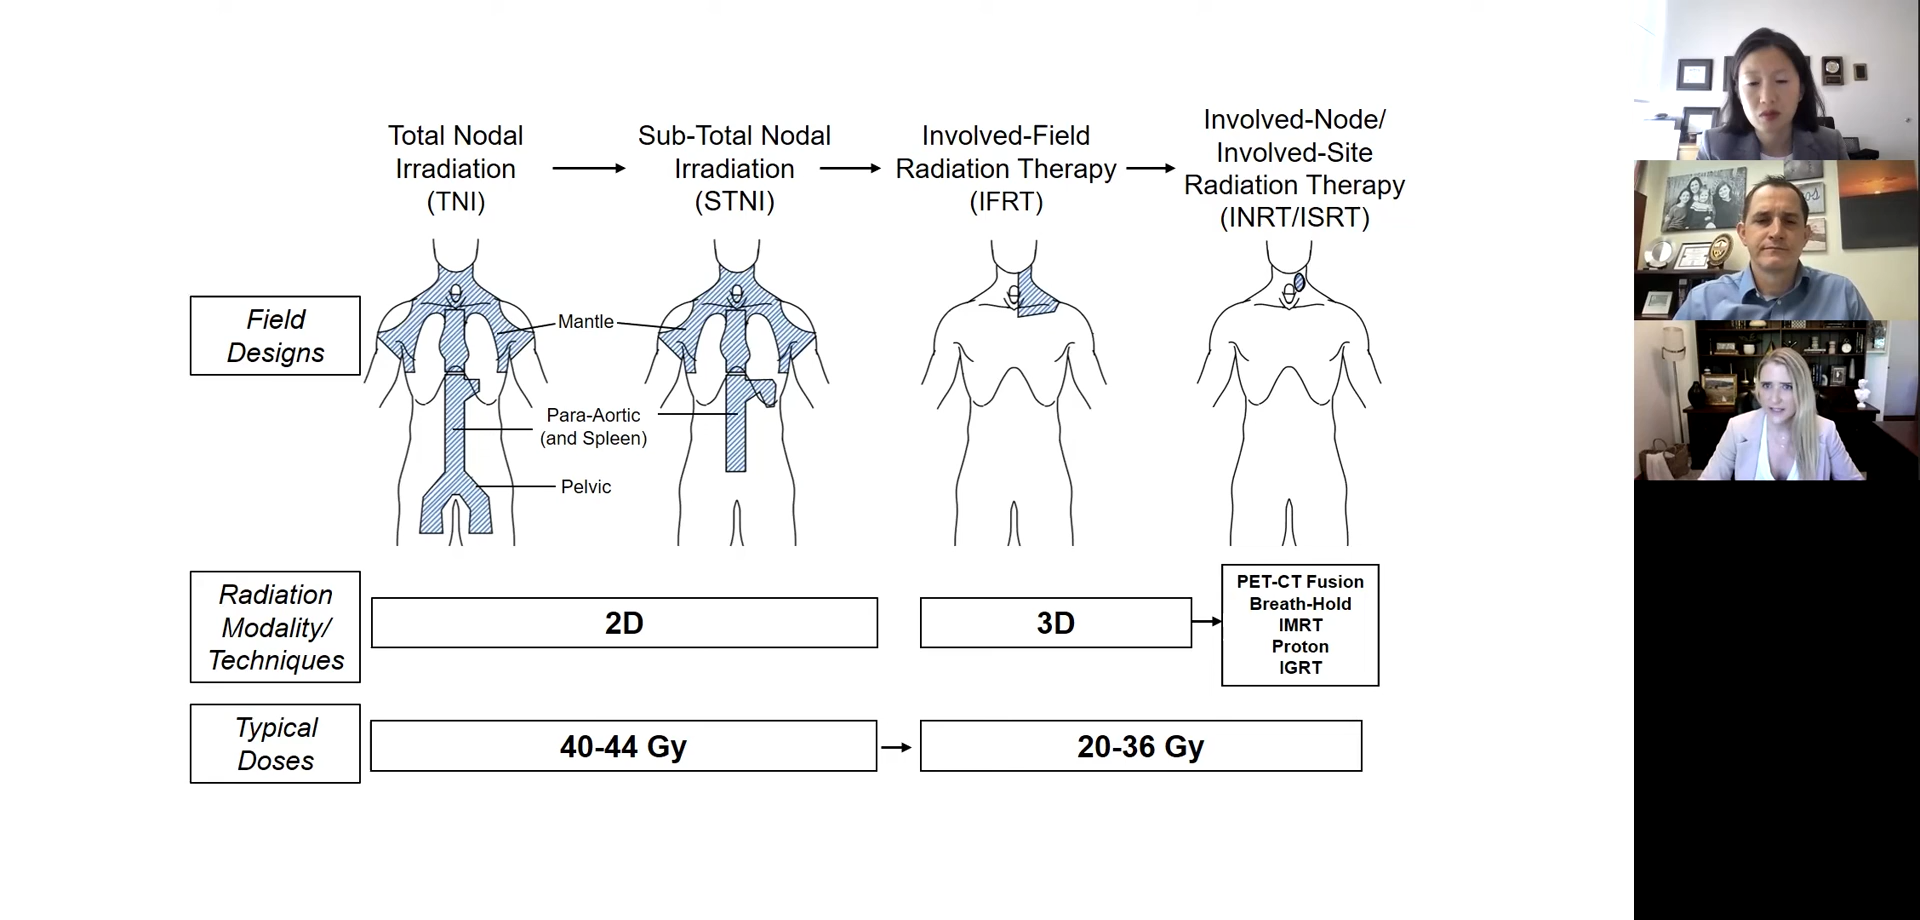 Total Nodal
Irradiation
(TNI)
Sub-Total Nodal
Irradiation
(STNI)
Involved-Field
Radiation Therapy
(IFRT)
Involved-Node/
Involved-Site
Radiation Therapy
(INRT/ISRT)
Field
Designs
Mantle
Para-Aortic
(and Spleen)
Pelvic
Radiation
Modality/
Techniques
2D
3D
PET-CT Fusion
Breath-Hold
IMRT
Proton
IGRT
Typical
Doses
40-44 Gy
20-36 Gy